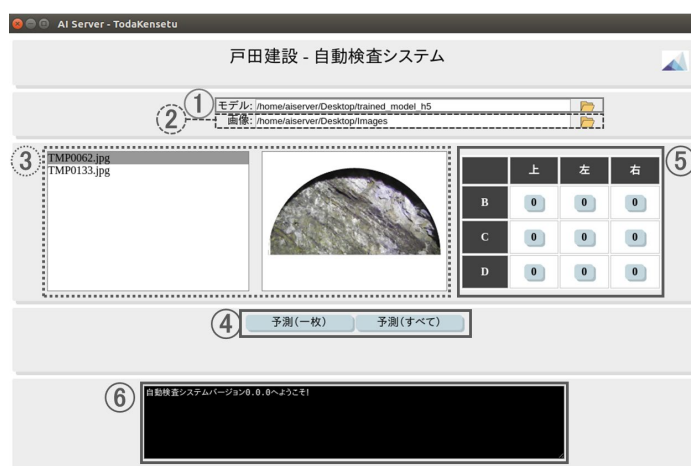 AI Server - TodaKensetu
戸田建設 - 自動検査システム
① モデル: /home/aiserver/Desktop/trained_model_h5
② 画像: /home/aiserver/Desktop/Images
③
TMP0062.jpg
TMP0133.jpg
⑤
上 左 右
B 0 0 0
C 0 0 0
D 0 0 0
④ 予測(一枚) 予測(すべて)
⑥
自動検査システムバージョン0.0.0へようこそ!